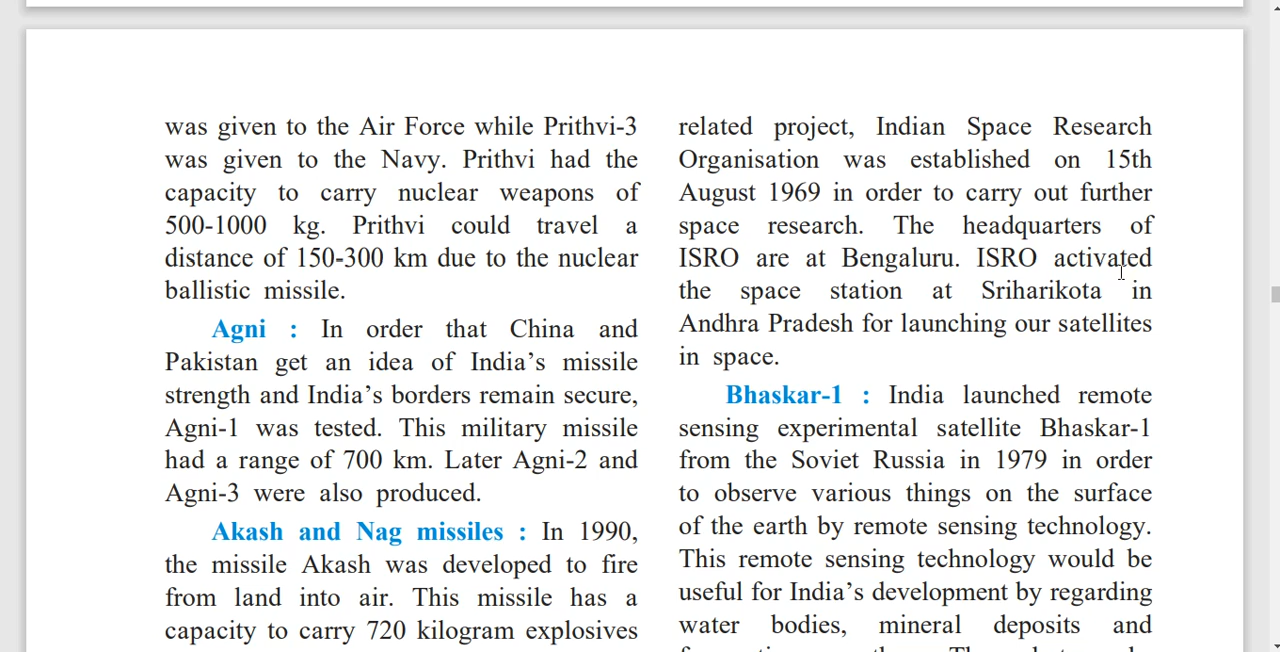 was given to the Air Force while Prithvi-3
was given to the Navy. Prithvi had the
capacity to carry nuclear weapons of
500-1000 kg. Prithvi could travel a
distance of 150-300 km due to the nuclear
ballistic missile.
Agni : In order that China and
Pakistan get an idea of India’s missile
strength and India’s borders remain secure,
Agni-1 was tested. This military missile
had a range of 700 km. Later Agni-2 and
Agni-3 were also produced.
Akash and Nag missiles : In 1990,
the missile Akash was developed to fire
from land into air. This missile has a
capacity to carry 720 kilogram explosives
related project, Indian Space Research
Organisation was established on 15th
August 1969 in order to carry out further
space research. The headquarters of
ISRO are at Bengaluru. ISRO activated
the space station at Sriharikota in
Andhra Pradesh for launching our satellites
in space.
Bhaskar-1 : India launched remote
sensing experimental satellite Bhaskar-1
from the Soviet Russia in 1979 in order
to observe various things on the surface
of the earth by remote sensing technology.
This remote sensing technology would be
useful for India’s development by regarding
water bodies, mineral deposits and